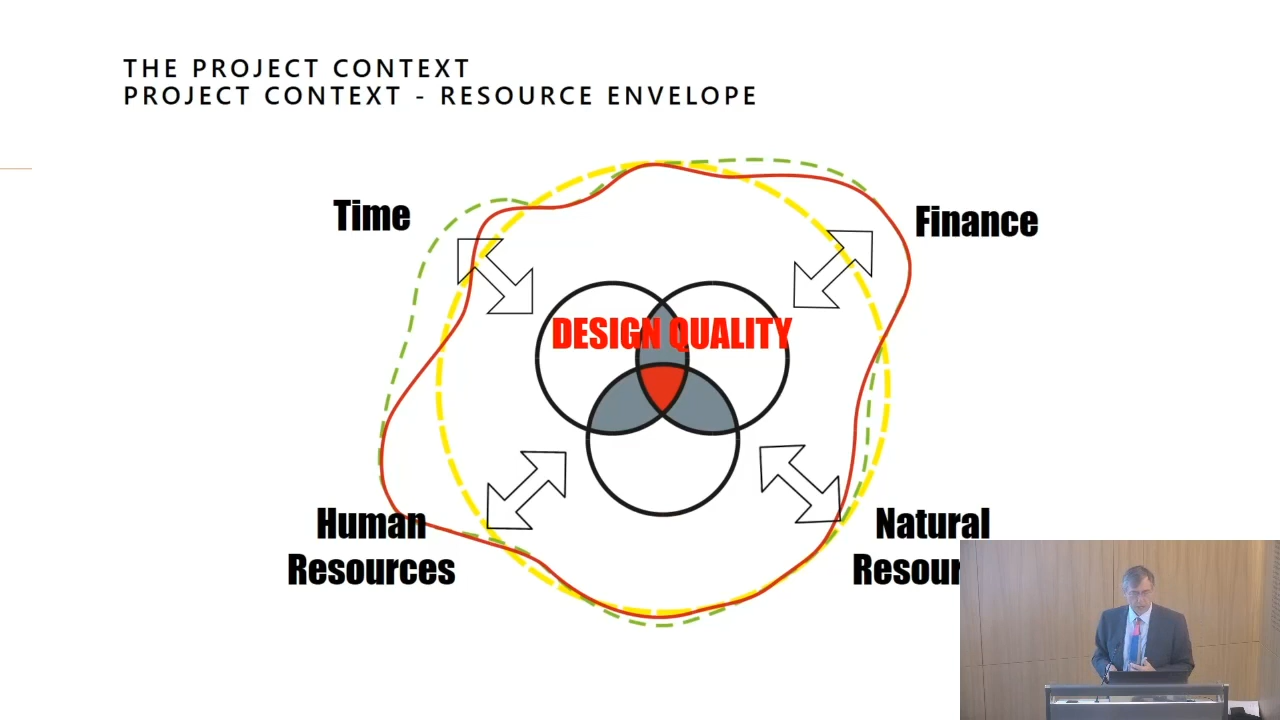 THE PROJECT CONTEXT
PROJECT CONTEXT - RESOURCE ENVELOPE
Time
Finance
DESIGN QUALITY
Human
Resources
Natural